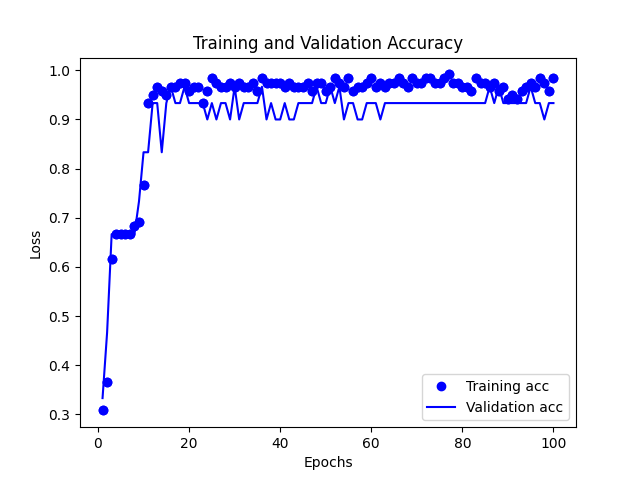 Training and Validation Accuracy
1.0
0.9
0.8
0.7
0.6
0.5
0.4
0.3
Loss
0 20 40 60 80 100
Epochs
Training acc
Validation acc